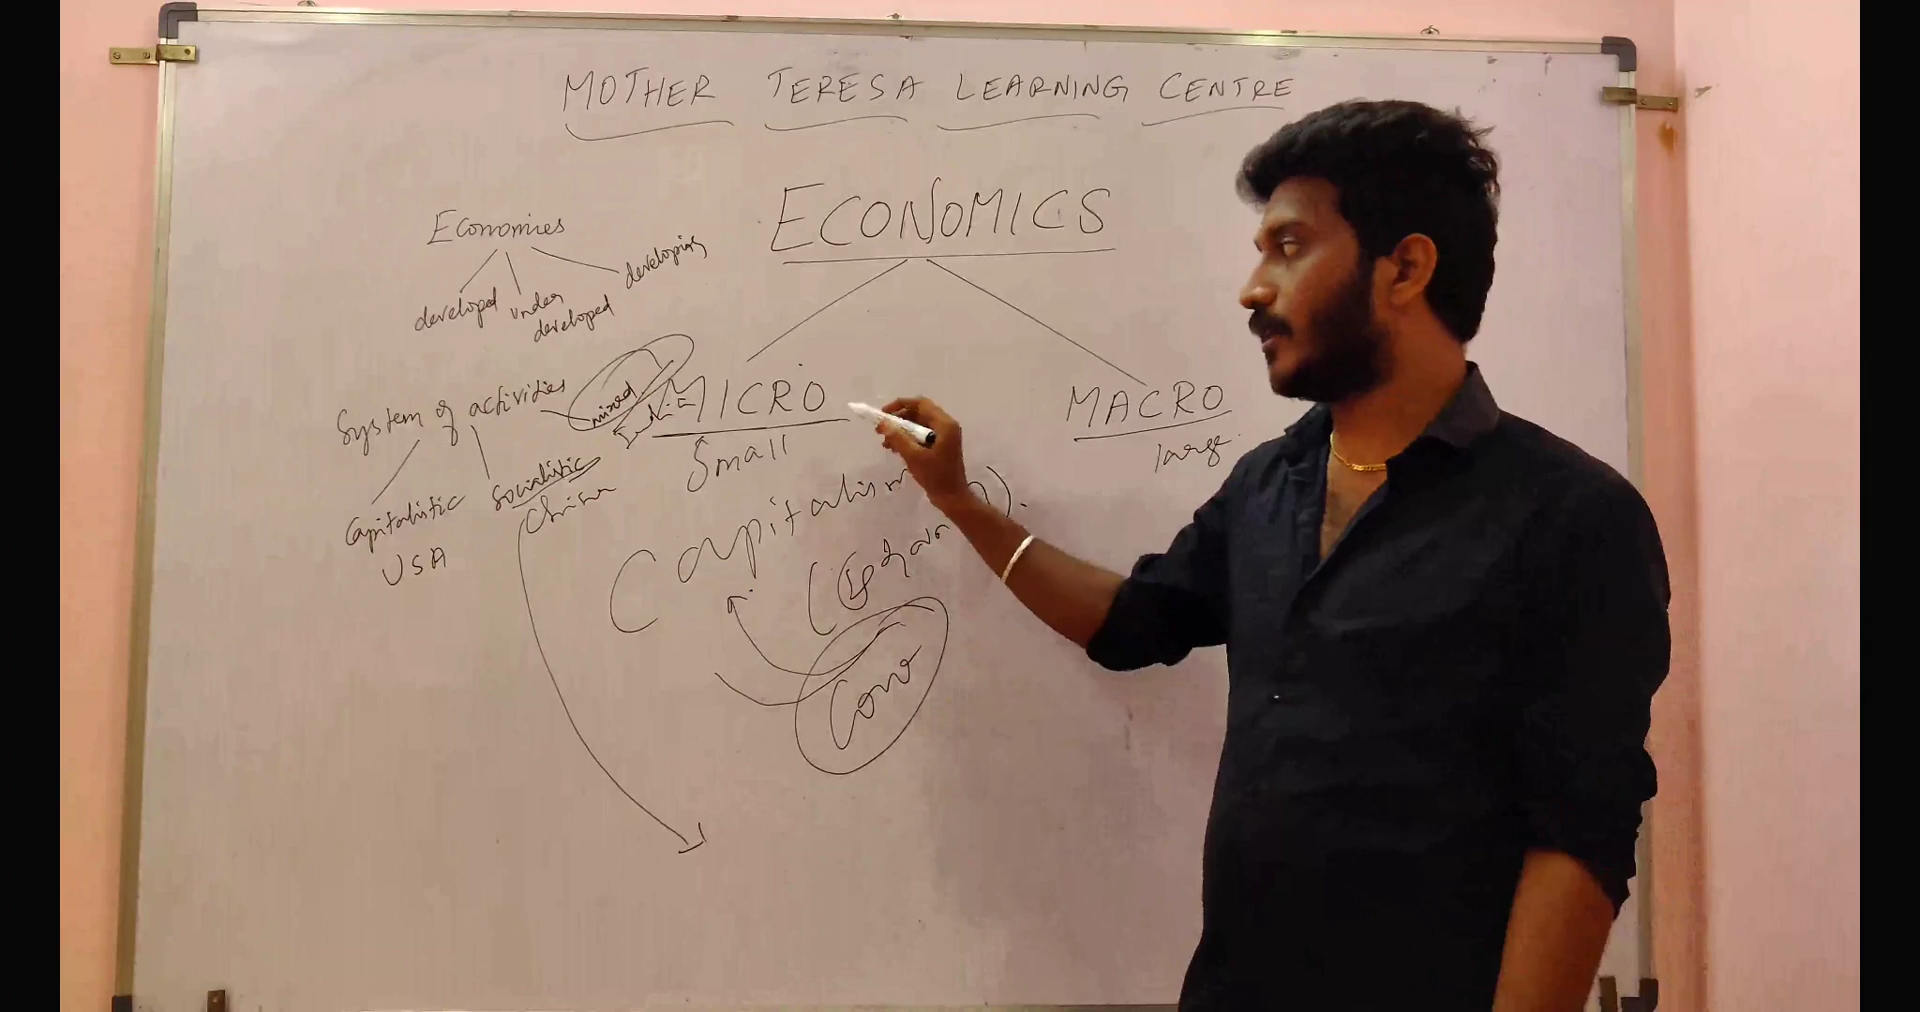 MOTHER TERESA LEARNING CENTRE
ECONOMICS
Economies
developed
under
developed
developing
System of activities
mixed
India
Capitalistic
USA
Socialistic
China
MICRO
Small
MACRO
large
Capitalism